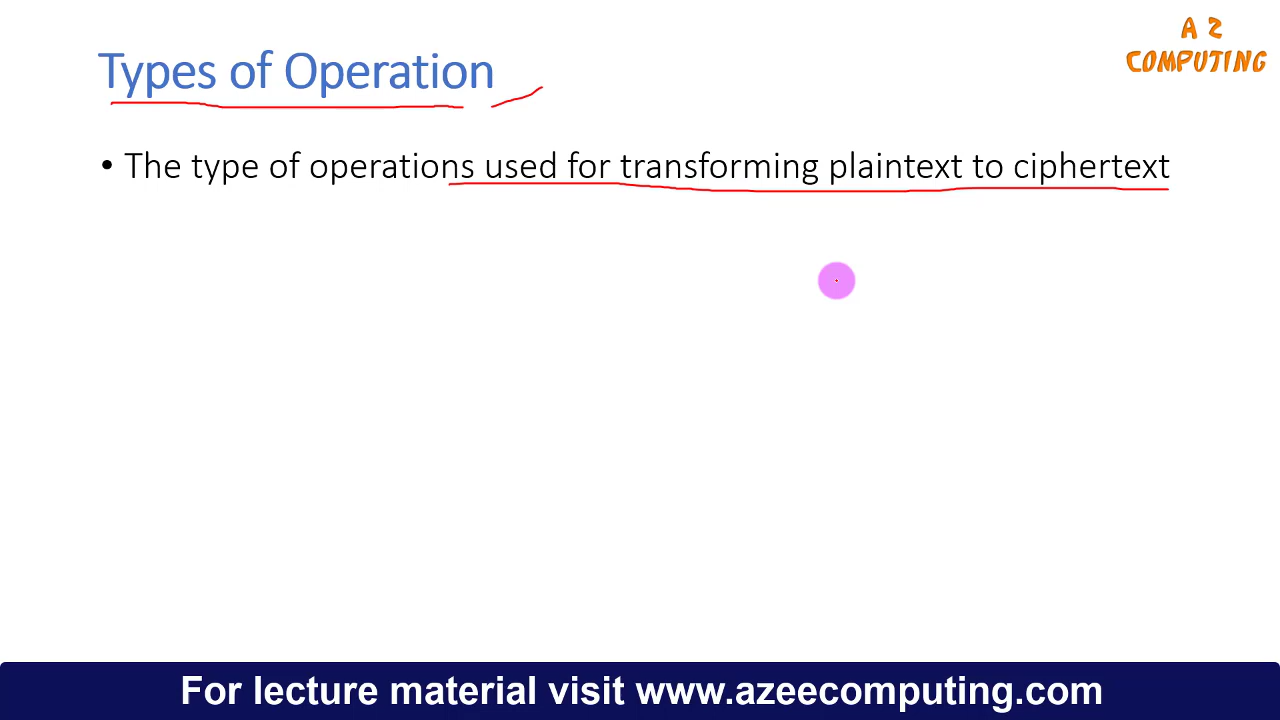 A Z
COMPUTING
Types of Operation
• The type of operations used for transforming plaintext to ciphertext
For lecture material visit www.azeecomputing.com